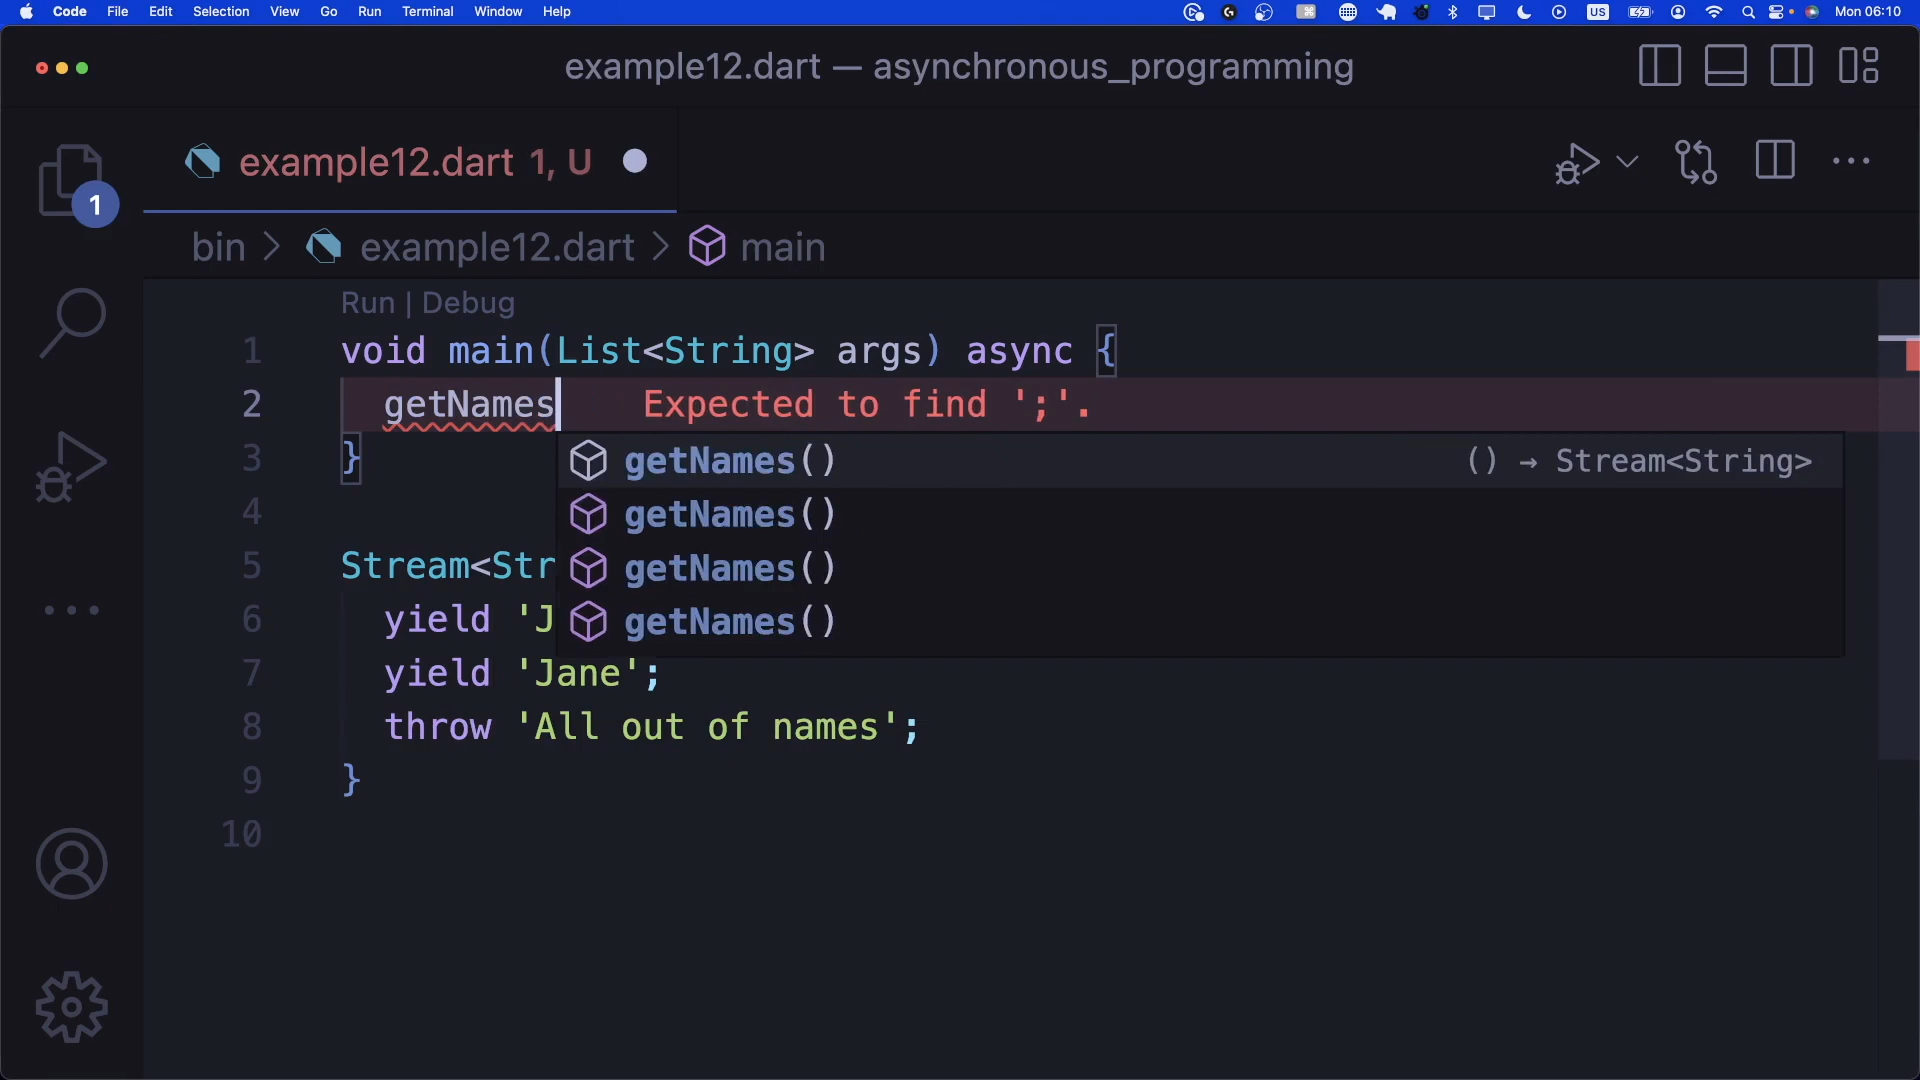 Code File Edit Selection View Go Run Terminal Window Help US Mon 06:10
example12.dart — asynchronous_programming
example12.dart 1, U
1
bin > example12.dart > main
Run | Debug
1 void main(List<String> args) async {
2 getNames Expected to find ';'.
3 }
getNames() () → Stream<String>
4 getNames()
5 Stream<Str getNames()
6 yield 'J getNames()
7 yield 'Jane';
8 throw 'All out of names';
9 }
10